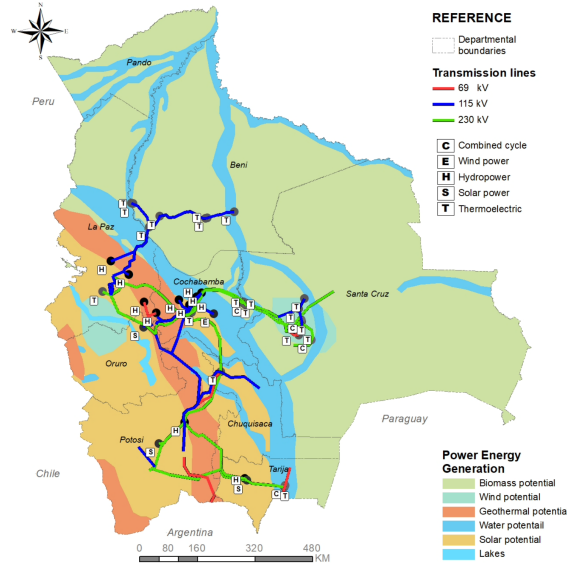 N
W
E
S
Peru
Pando
Beni
La Paz
Cochabamba
Santa Cruz
Oruro
Chuquisaca
Potosi
Tarija
Paraguay
Chile
Argentina
T
T
T
T
T
T
T
H
H
T
H
H
H
H
H
H
T
E
S
T
T
C
T
T
T
C
T
T
T
C
T
H
S
H
S
C
T
0
80
160
320
480
KM
REFERENCE
Departmental
boundaries
Transmission lines
69 kV
115 kV
230 kV
C Combined cycle
E Wind power
H Hydropower
S Solar power
T Thermoelectric
Power Energy
Generation
Biomass potential
Wind potential
Geothermal potential
Water potentail
Solar potential
Lakes